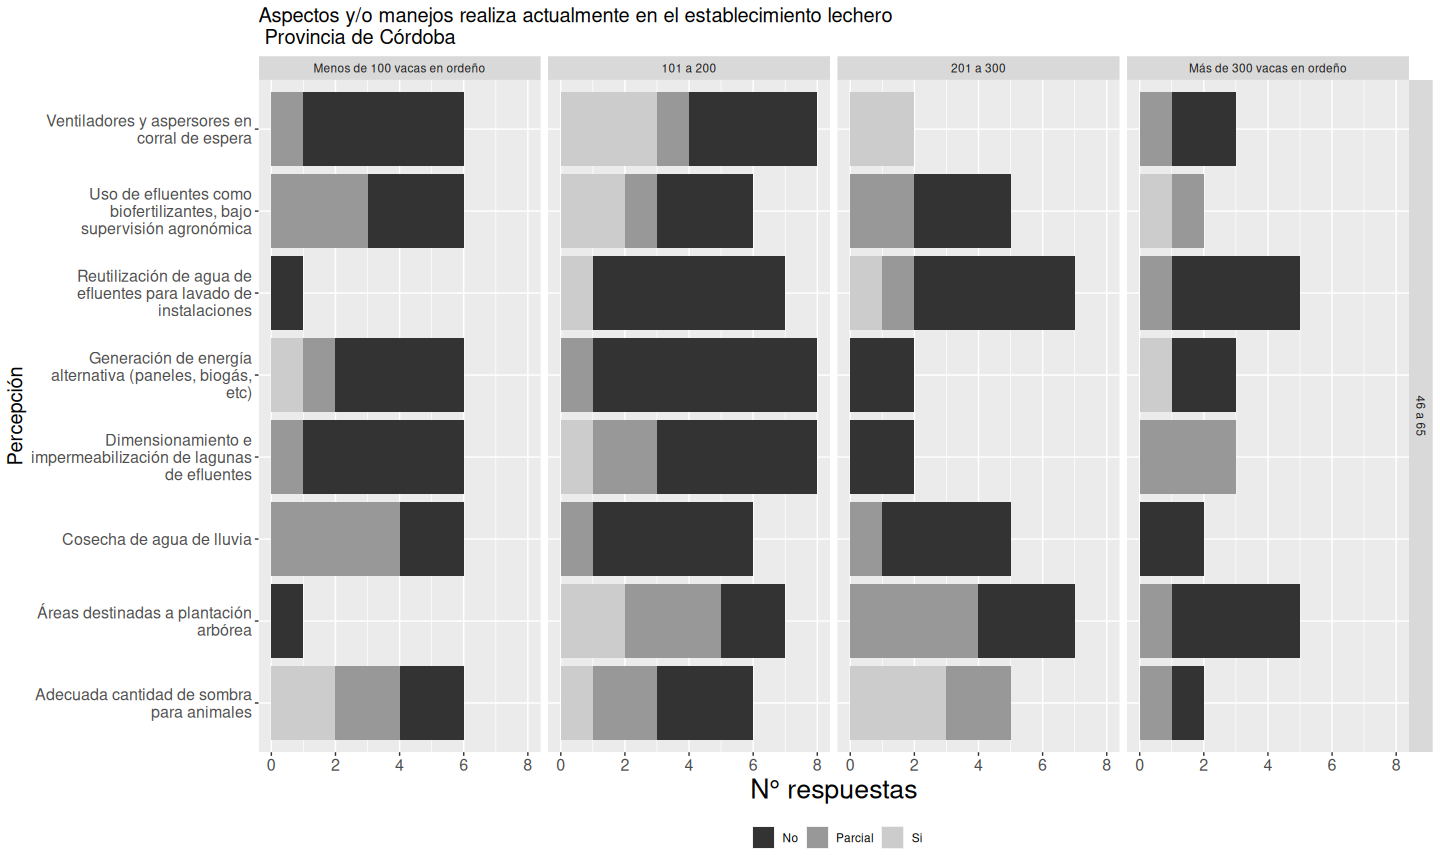 Aspectos y/o manejos realiza actualmente en el establecimiento lechero
Provincia de Córdoba
Menos de 100 vacas en ordeño
101 a 200
201 a 300
Más de 300 vacas en ordeño
Percepción
Ventiladores y aspersores en
corral de espera
Uso de efluentes como
biofertilizantes, bajo
supervisión agronómica
Reutilización de agua de
efluentes para lavado de
instalaciones
Generación de energía
alternativa (paneles, biogás,
etc)
Dimensionamiento e
impermeabilización de lagunas
de efluentes
Cosecha de agua de lluvia
Áreas destinadas a plantación
arbórea
Adecuada cantidad de sombra
para animales
46 a 65
0 2 4 6 8
0 2 4 6 8
0 2 4 6 8
0 2 4 6 8
Nº respuestas
No Parcial Si